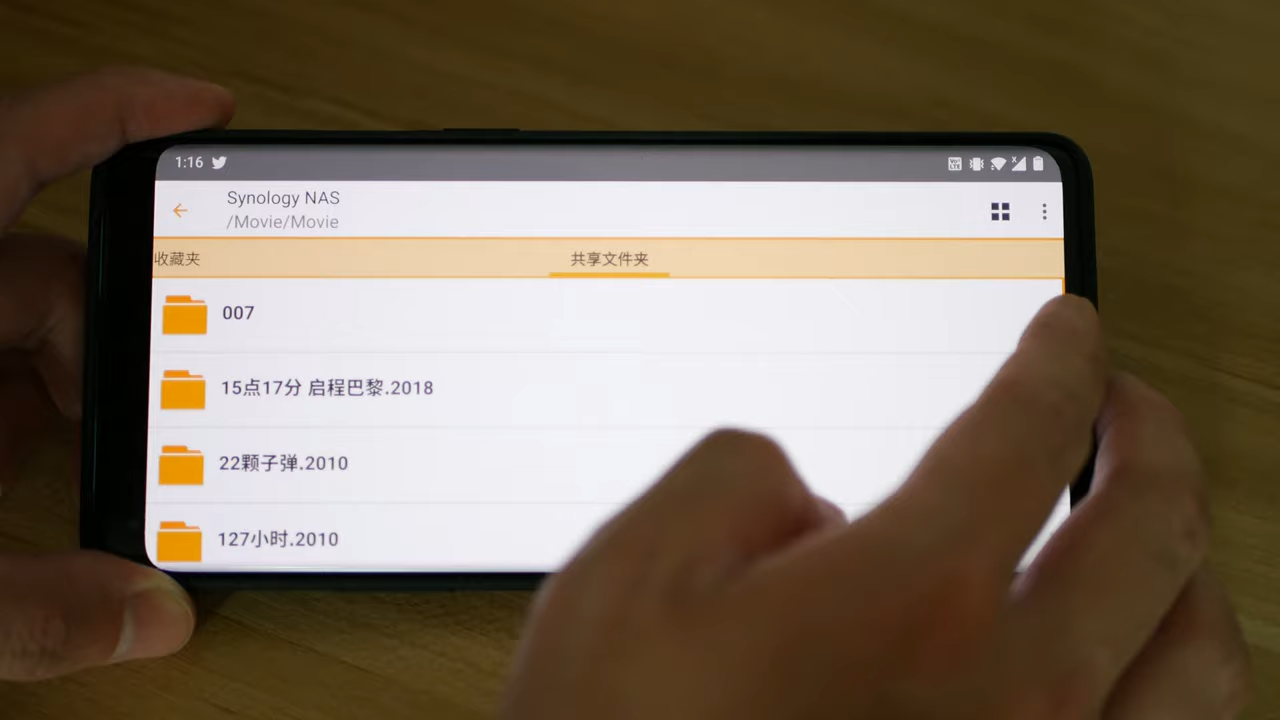 1:16
Synology NAS
/Movie/Movie
收藏夹
共享文件夹
007
15点17分 启程巴黎.2018
22颗子弹.2010
127小时.2010